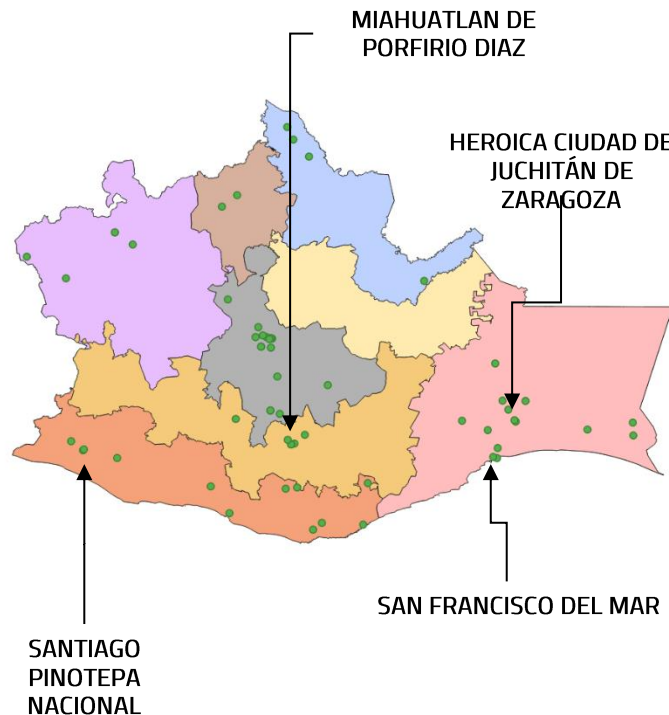 MIAHUATLAN DE
PORFIRIO DIAZ
HEROICA CIUDAD DE
JUCHITÁN DE
ZARAGOZA
SAN FRANCISCO DEL MAR
SANTIAGO
PINOTEPA
NACIONAL